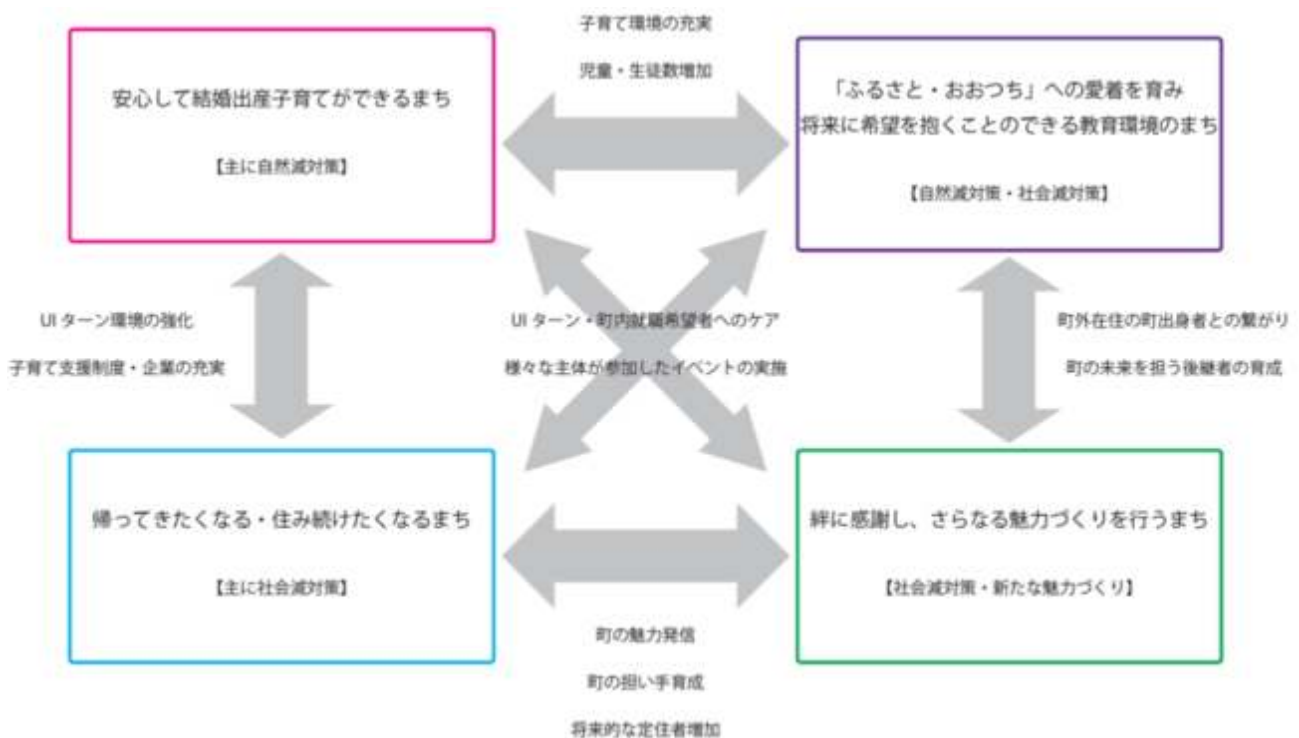 子育て環境の充実
児童・生徒数増加
安心して結婚出産子育てができるまち
【主に自然減対策】
「ふるさと・おおつち」への愛着を育み
将来に希望を抱くことのできる教育環境のまち
【自然減対策・社会減対策】
UI ターン環境の強化
子育て支援制度・企業の充実
UI ターン・町内就職希望者へのケア
様々な主体が参加したイベントの実施
町外在住の町出身者との繋がり
町の未来を担う後継者の育成
帰ってきたくなる・住み続けたくなるまち
【主に社会減対策】
絆に感謝し、さらなる魅力づくりを行うまち
【社会減対策・新たな魅力づくり】
町の魅力発信
町の担い手育成
将来的な定住者増加